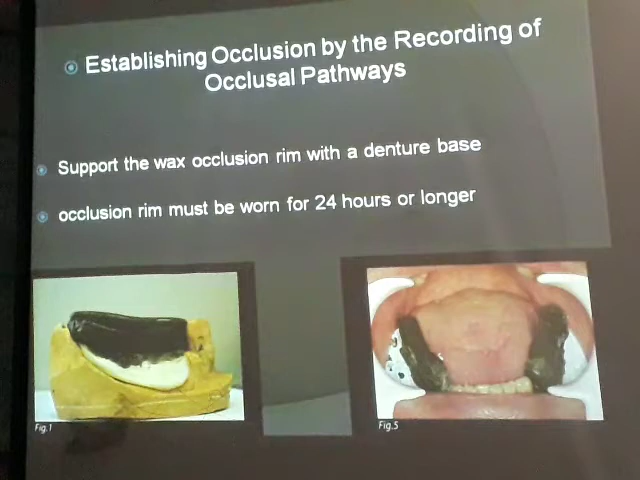 Establishing Occlusion by the Recording of
Occlusal Pathways
Support the wax occlusion rim with a denture base
occlusion rim must be worn for 24 hours or longer
Fig.1
Fig.5